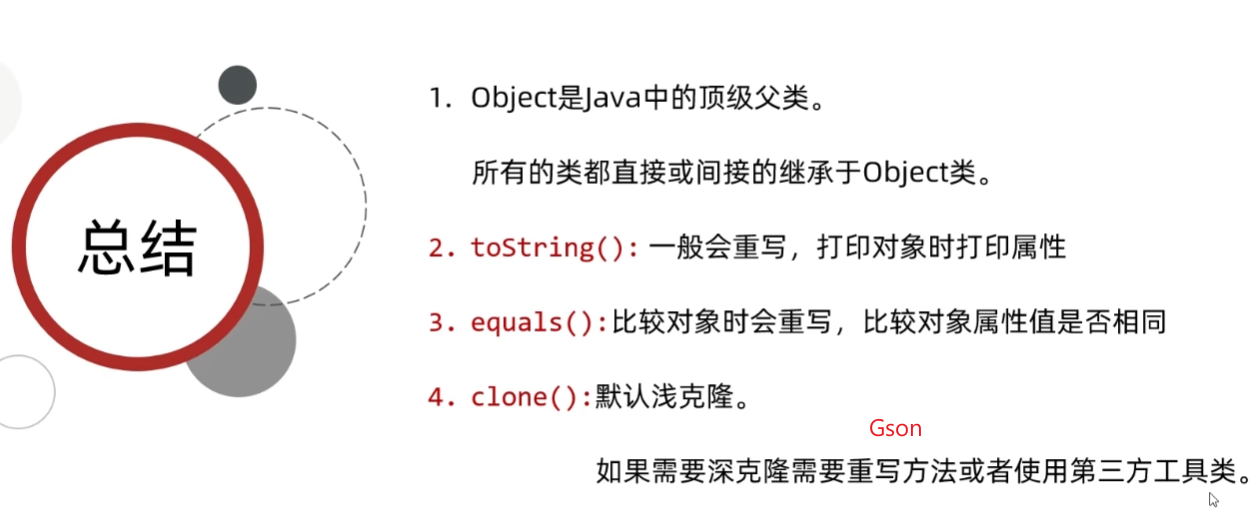 总结
1. Object是Java中的顶级父类。
所有的类都直接或间接的继承于Object类。
2. toString(): 一般会重写，打印对象时打印属性
3. equals():比较对象时会重写，比较对象属性值是否相同
4. clone():默认浅克隆。
Gson
如果需要深克隆需要重写方法或者使用第三方工具类。